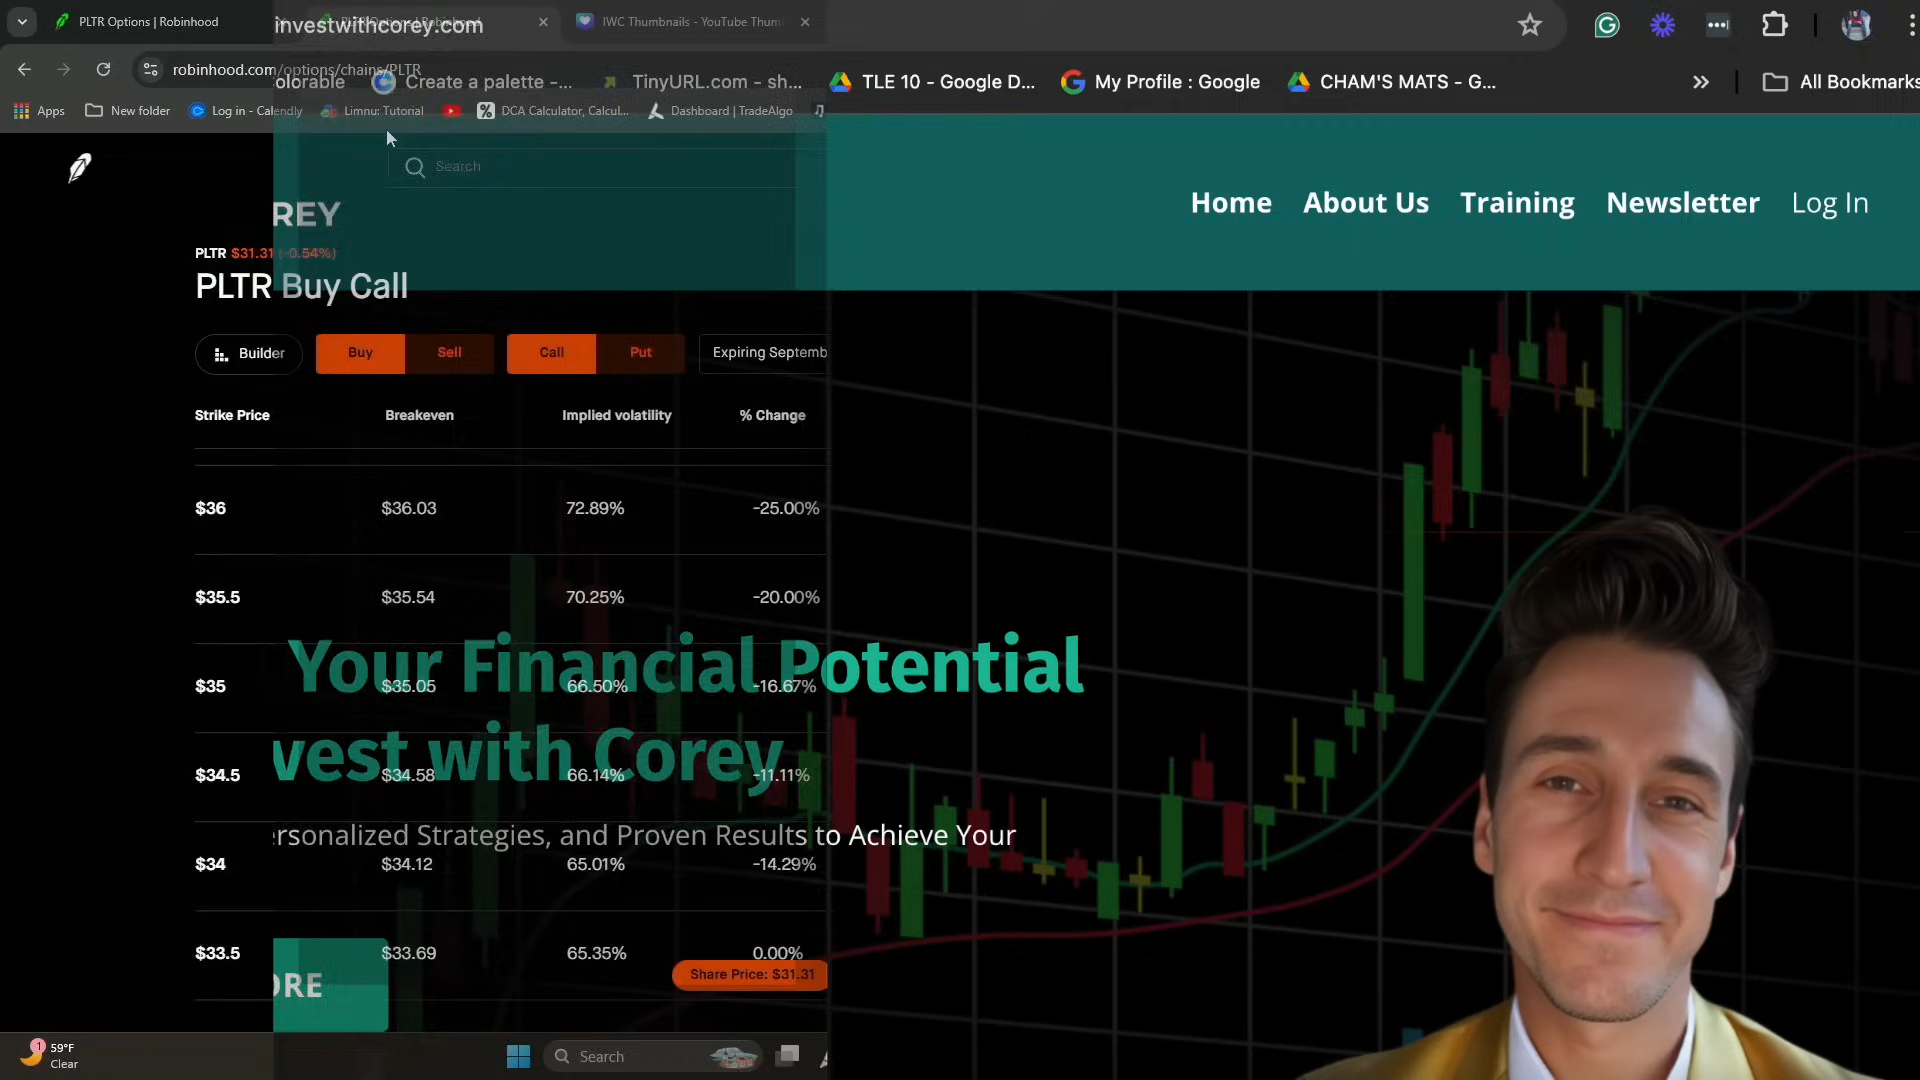 PLTR Options | Robinhood
investwithcorey.com
IWC Thumbnails - YouTube Thum
robinhood.com/options/chains/PLTR
olorable
Create a palette -...
TinyURL.com - sh...
TLE 10 - Google D...
My Profile : Google
CHAM'S MATS - G...
All Bookmarks
Apps
New folder
Log in - Calendly
Limnu: Tutorial
DCA Calculator, Calcul...
Dashboard | TradeAlgo
Search
REY
Home About Us Training Newsletter Log In
PLTR $31.31 (-0.54%)
PLTR Buy Call
Builder
Buy Sell
Call Put
Expiring Septemb
Strike Price Breakeven Implied volatility % Change
$36 $36.03 72.89% -25.00%
$35.5 $35.54 70.25% -20.00%
Your Financial Potential
$35 $35.05 66.50% -16.67%
vest with Corey
$34.5 $34.58 66.14% -11.11%
ersonalized Strategies, and Proven Results to Achieve Your
$34 $34.12 65.01% -14.29%
$33.5 $33.69 65.35% 0.00%
Share Price: $31.31
ORE
1
59°F
Clear
Search